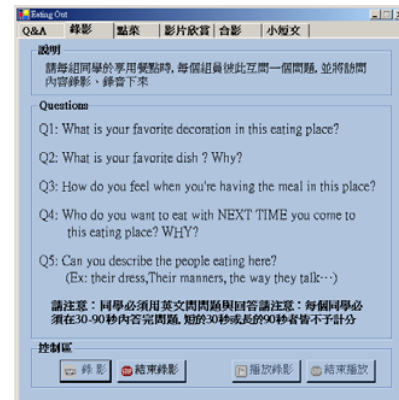 Eating Out
Q&A 錄影 點菜 影片欣賞 合影 小短文
說明
請每組同學於享用餐點時, 每個組員彼此互問一個問題, 並將訪問
內容錄影、錄音下來
Questions
Q1: What is your favorite decoration in this eating place?
Q2: What is your favorite dish ? Why?
Q3: How do you feel when you're having the meal in this place?
Q4: Who do you want to eat with NEXT TIME you come to
this eating place? WHY?
Q5: Can you describe the people eating here?
(Ex: their dress,Their manners, the way they talk…)
請注意：同學必須用英文問問題與回答請注意：每個同學必
須在30-90秒內答完問題, 短於30秒或長於90秒者皆不予計分
控制區
錄 影 結束錄影 播放錄影 結束播放